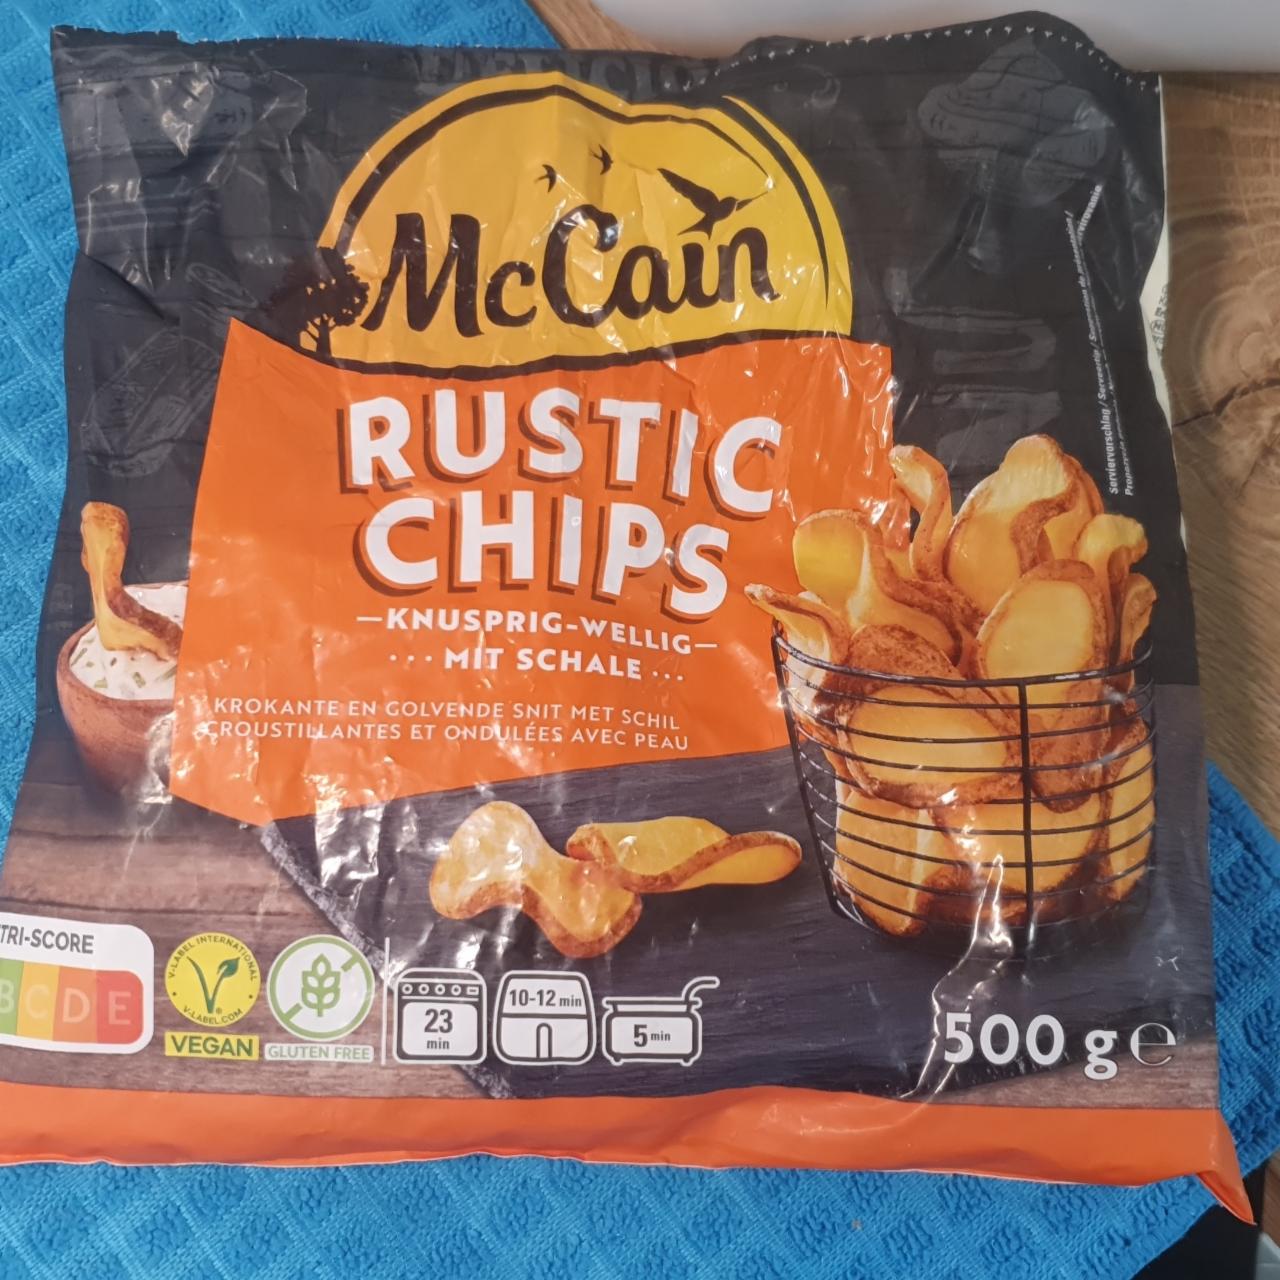 McCain
RUSTIC
CHIPS
—KNUSPRIG-WELLIG—
··· MIT SCHALE ···
KROKANTE EN GOLVENDE SNIT MET SCHIL
CROUSTILLANTES ET ONDULÉES AVEC PEAU
Serviervorschlag / Serveertip / Suggestion de présentation /
TRI-SCORE
B C D E
V-LABEL INTERNATIONAL
V-LABEL.COM
VEGAN
GLUTEN FREE
23
min
10-12 min
5 min
500 g ℮